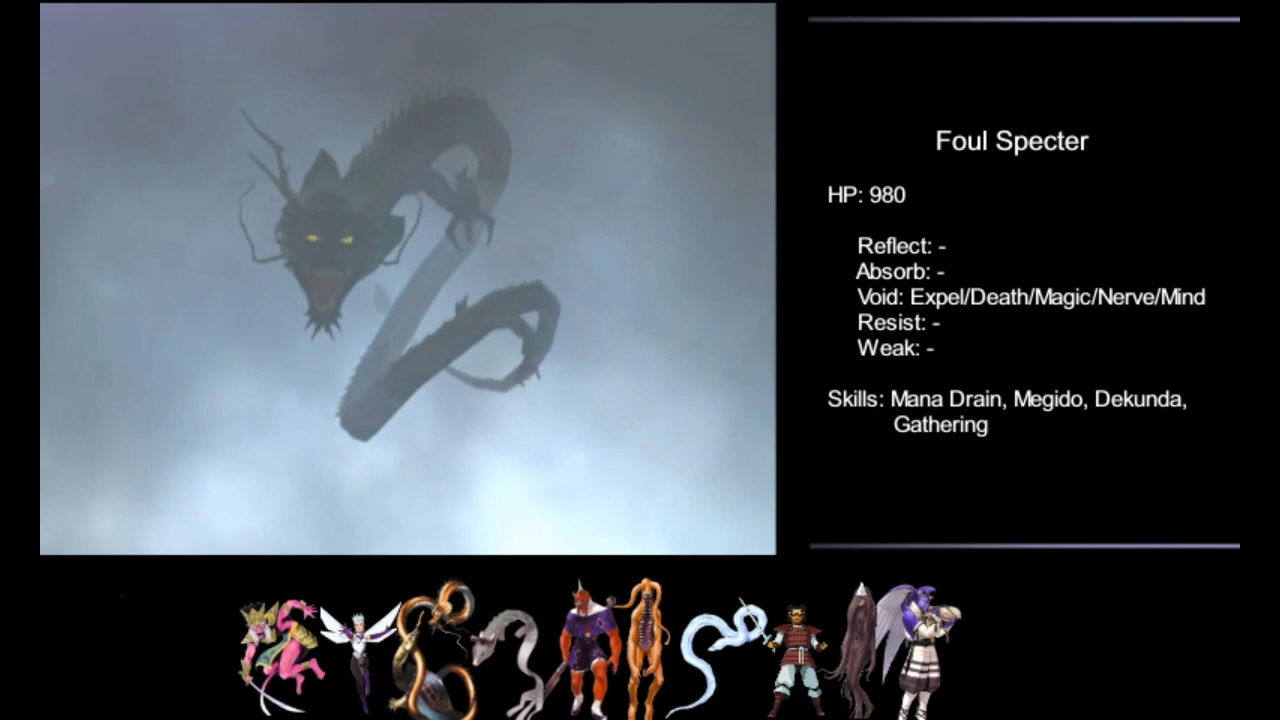 Foul Specter
HP: 980
Reflect: -
Absorb: -
Void: Expel/Death/Magic/Nerve/Mind
Resist: -
Weak: -
Skills: Mana Drain, Megido, Dekunda,
Gathering